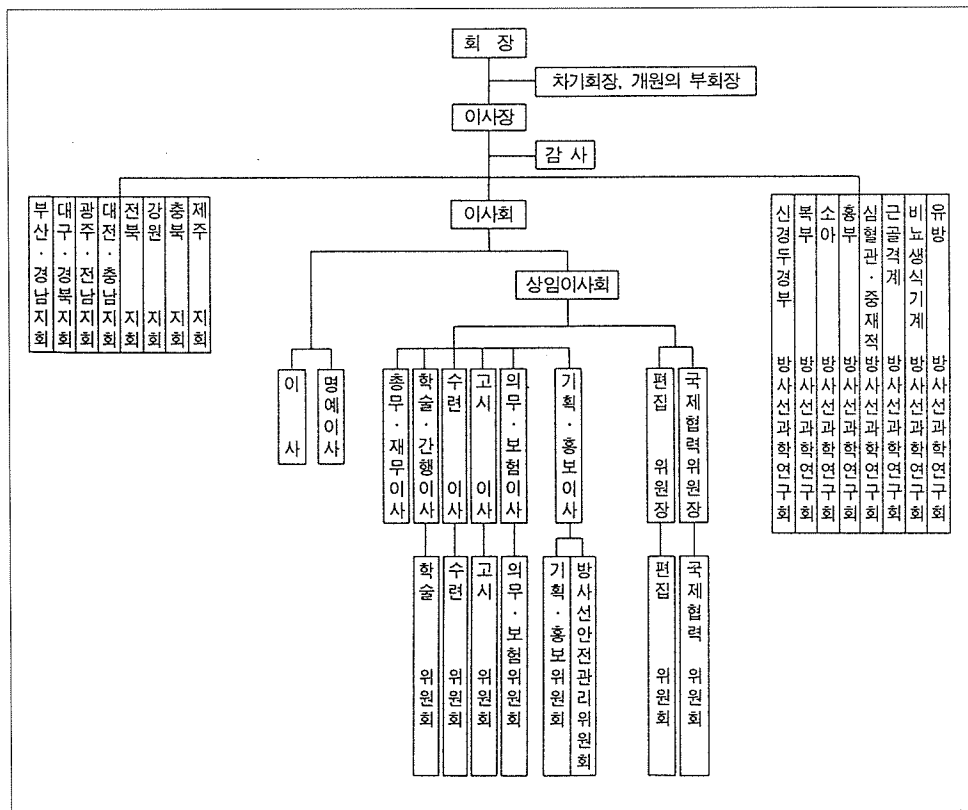 회 장
차기회장, 개원의 부회장
이사장
감 사
부산·경남지회
대구·경북지회
광주·전남지회
대전·충남지회
전북 지회
강원 지회
충북 지회
제주 지회
이사회
상임이사회
신경두경부 방사선과학연구회
복부 방사선과학연구회
소아 방사선과학연구회
흉부 방사선과학연구회
심혈관·중재적 방사선과학연구회
근골격계 방사선과학연구회
비뇨생식기계 방사선과학연구회
유방 방사선과학연구회
이 사
명예이사
총무·재무이사
학술·간행이사
수련 이사
고시 이사
의무·보험이사
기획·홍보이사
편집 위원장
국제협력위원장
학술 위원회
수련 위원회
고시 위원회
의무·보험위원회
기획·홍보위원회
방사선안전관리위원회
편집 위원회
국제협력 위원회